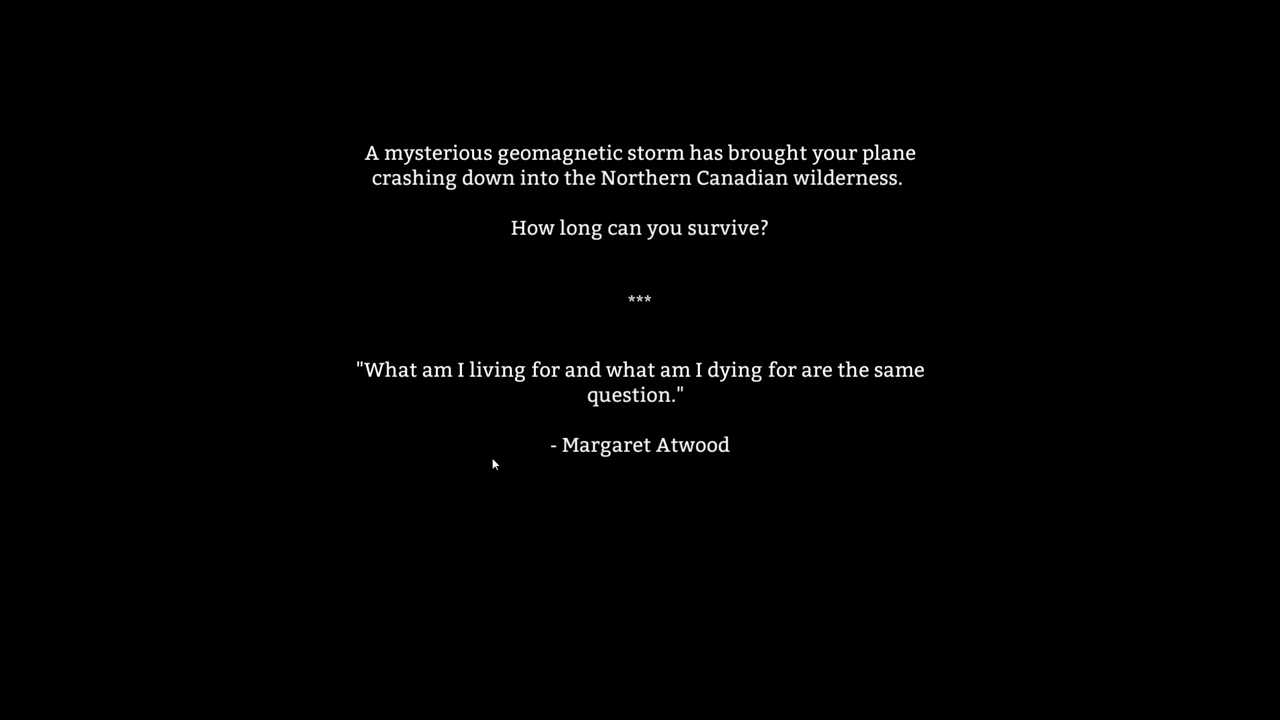 A mysterious geomagnetic storm has brought your plane
crashing down into the Northern Canadian wilderness.
How long can you survive?
***
"What am I living for and what am I dying for are the same
question."
- Margaret Atwood